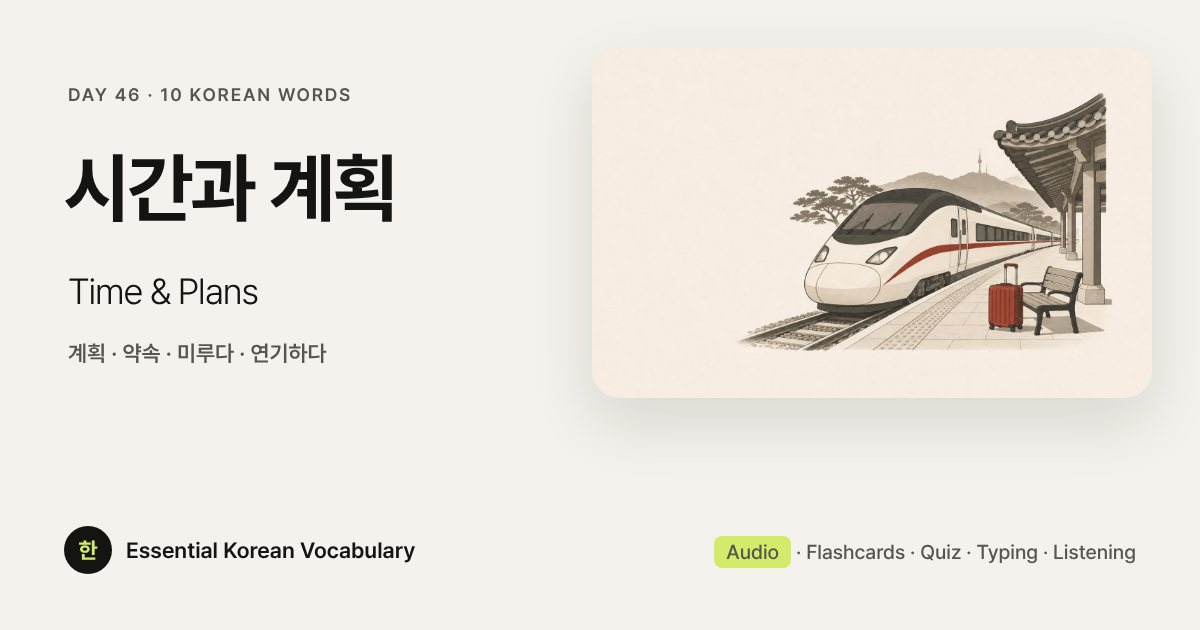 DAY 46 · 10 KOREAN WORDS
시간과 계획
Time & Plans
계획 · 약속 · 미루다 · 연기하다
한 Essential Korean Vocabulary
Audio · Flashcards · Quiz · Typing · Listening